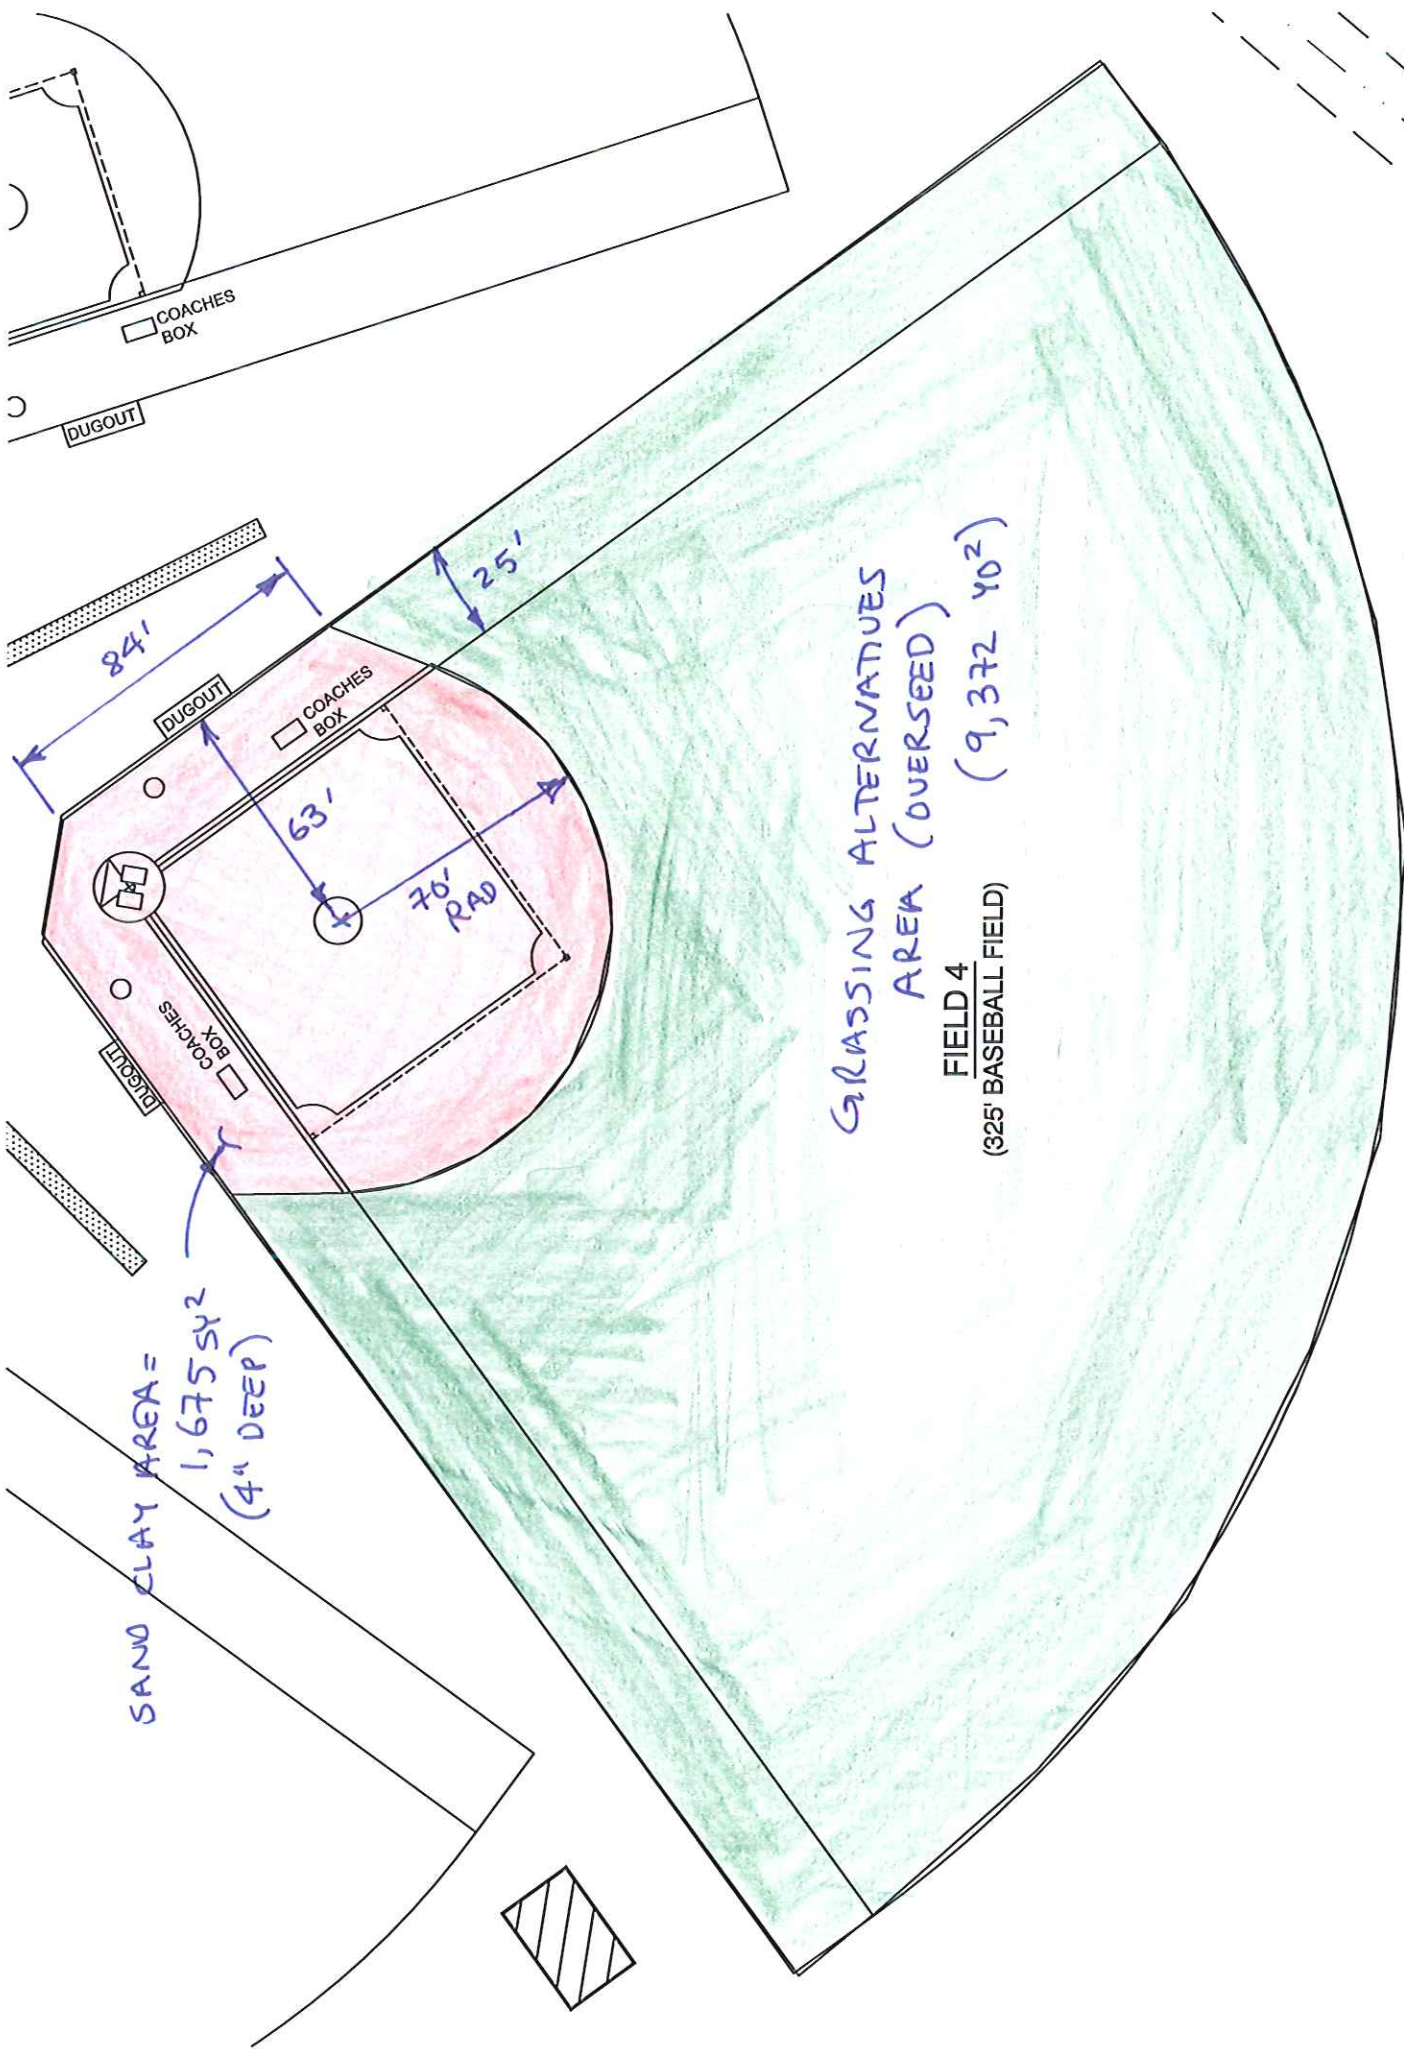 COACHES
BOX
DUGOUT
84'
DUGOUT
COACHES
BOX
25'
63'
70'
RAD
COACHES
BOX
DUGOUT
SAND CLAY AREA =
1,675 SY²
(4" DEEP)
GRASSING ALTERNATIVES
AREA (OVERSEED)
(9,372 YD²)
FIELD 4
(325' BASEBALL FIELD)